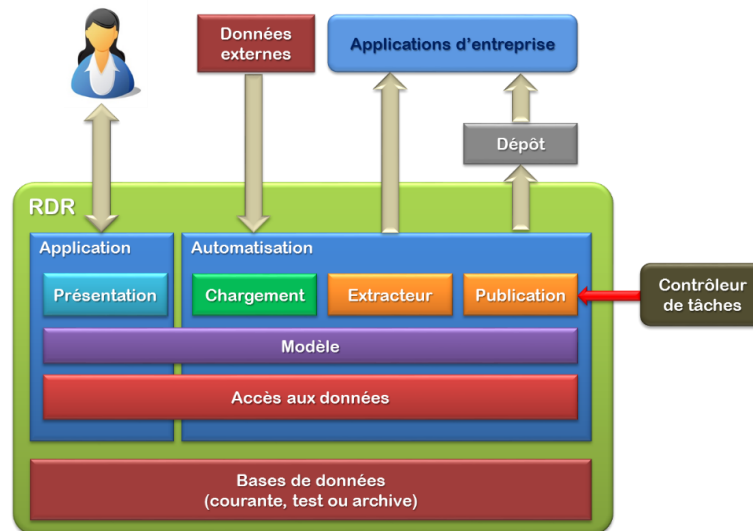 Données
externes
Applications d'entreprise
Dépôt
RDR
Application
Automatisation
Présentation
Chargement
Extracteur
Publication
Contrôleur
de tâches
Modèle
Accès aux données
Bases de données
(courante, test ou archive)